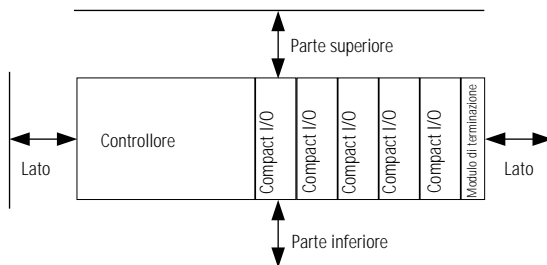 Parte superiore
Controllore
Compact I/O
Compact I/O
Compact I/O
Compact I/O
Compact I/O
Modulo di terminazione
Lato
Lato
Parte inferiore